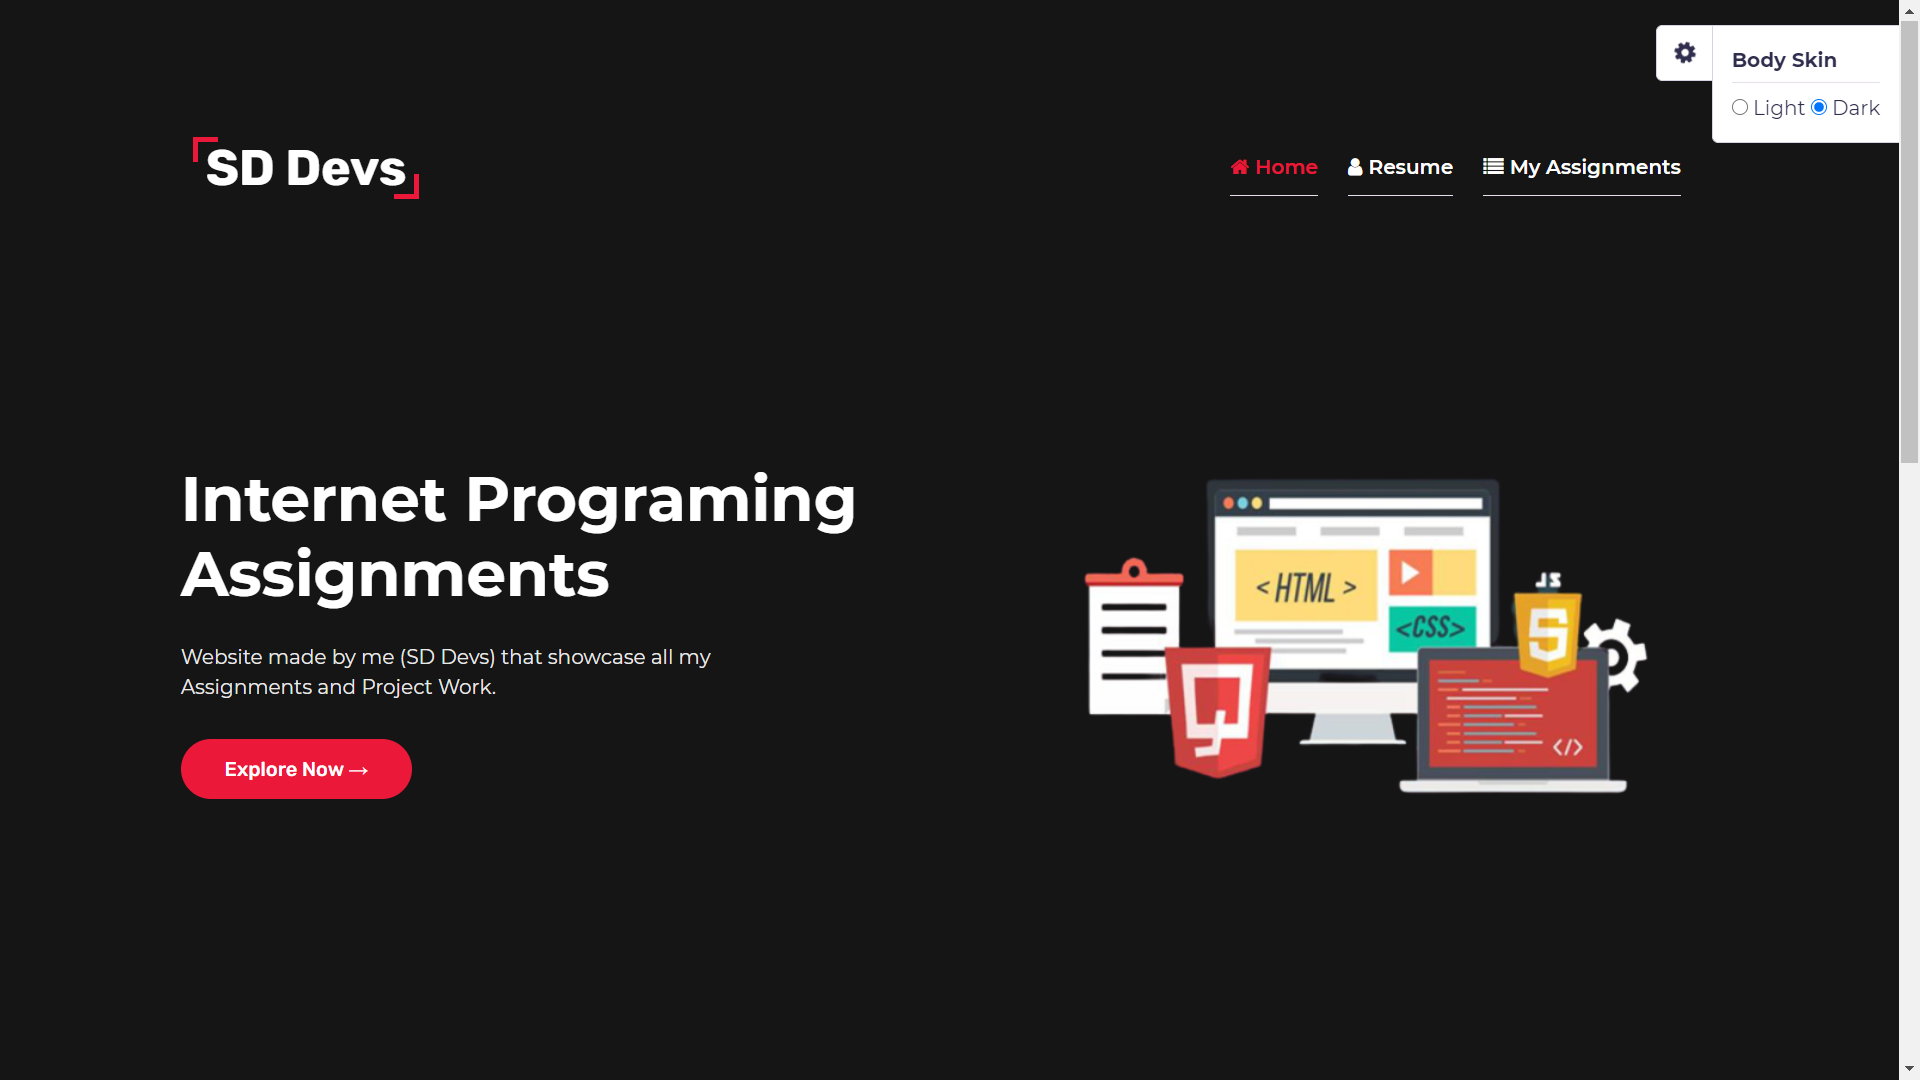 Body Skin
Light Dark
SD Devs
Home Resume My Assignments
Internet Programing
Assignments
Website made by me (SD Devs) that showcase all my
Assignments and Project Work.
Explore Now →
< HTML >
<CSS>
JS
</>